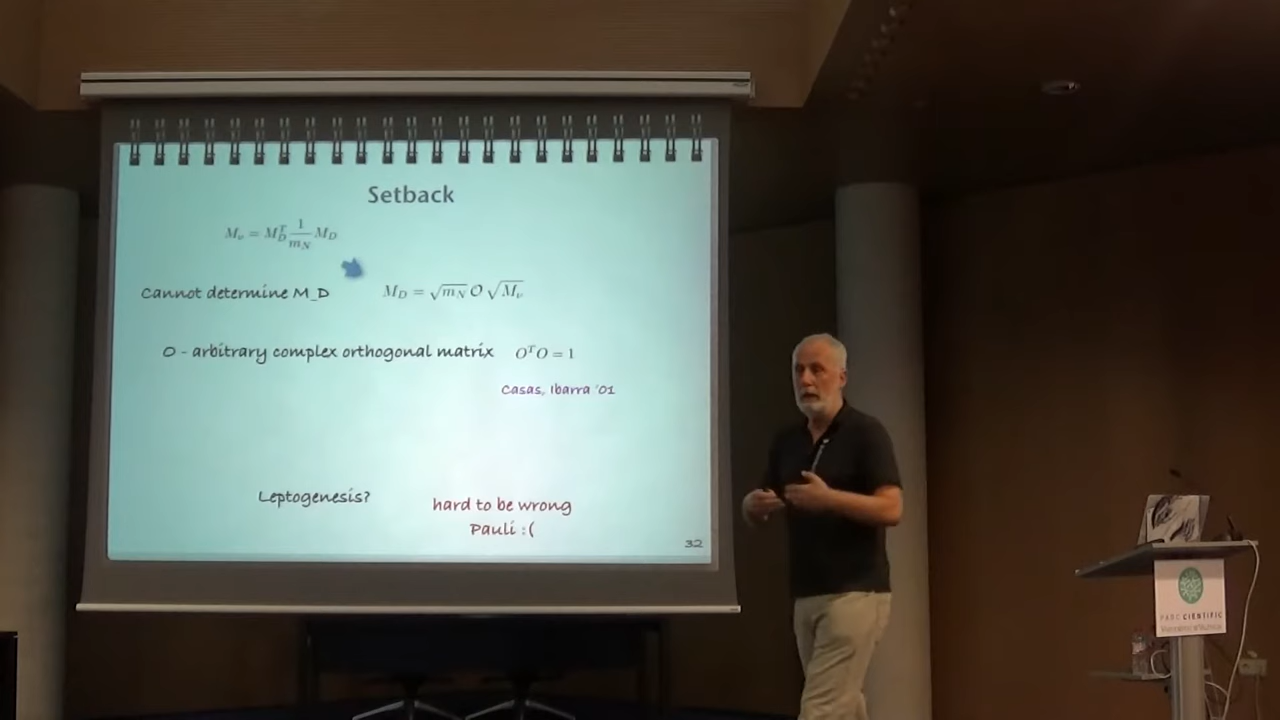 Setback
M_ν = M_D^T 1/m_N M_D
Cannot determine M_D
M_D = √m_N O √M_ν
O - arbitrary complex orthogonal matrix O^T O = 1
Casas, Ibarra '01
Leptogenesis?
hard to be wrong
Pauli :(
32
PARC CIENTÍFIC